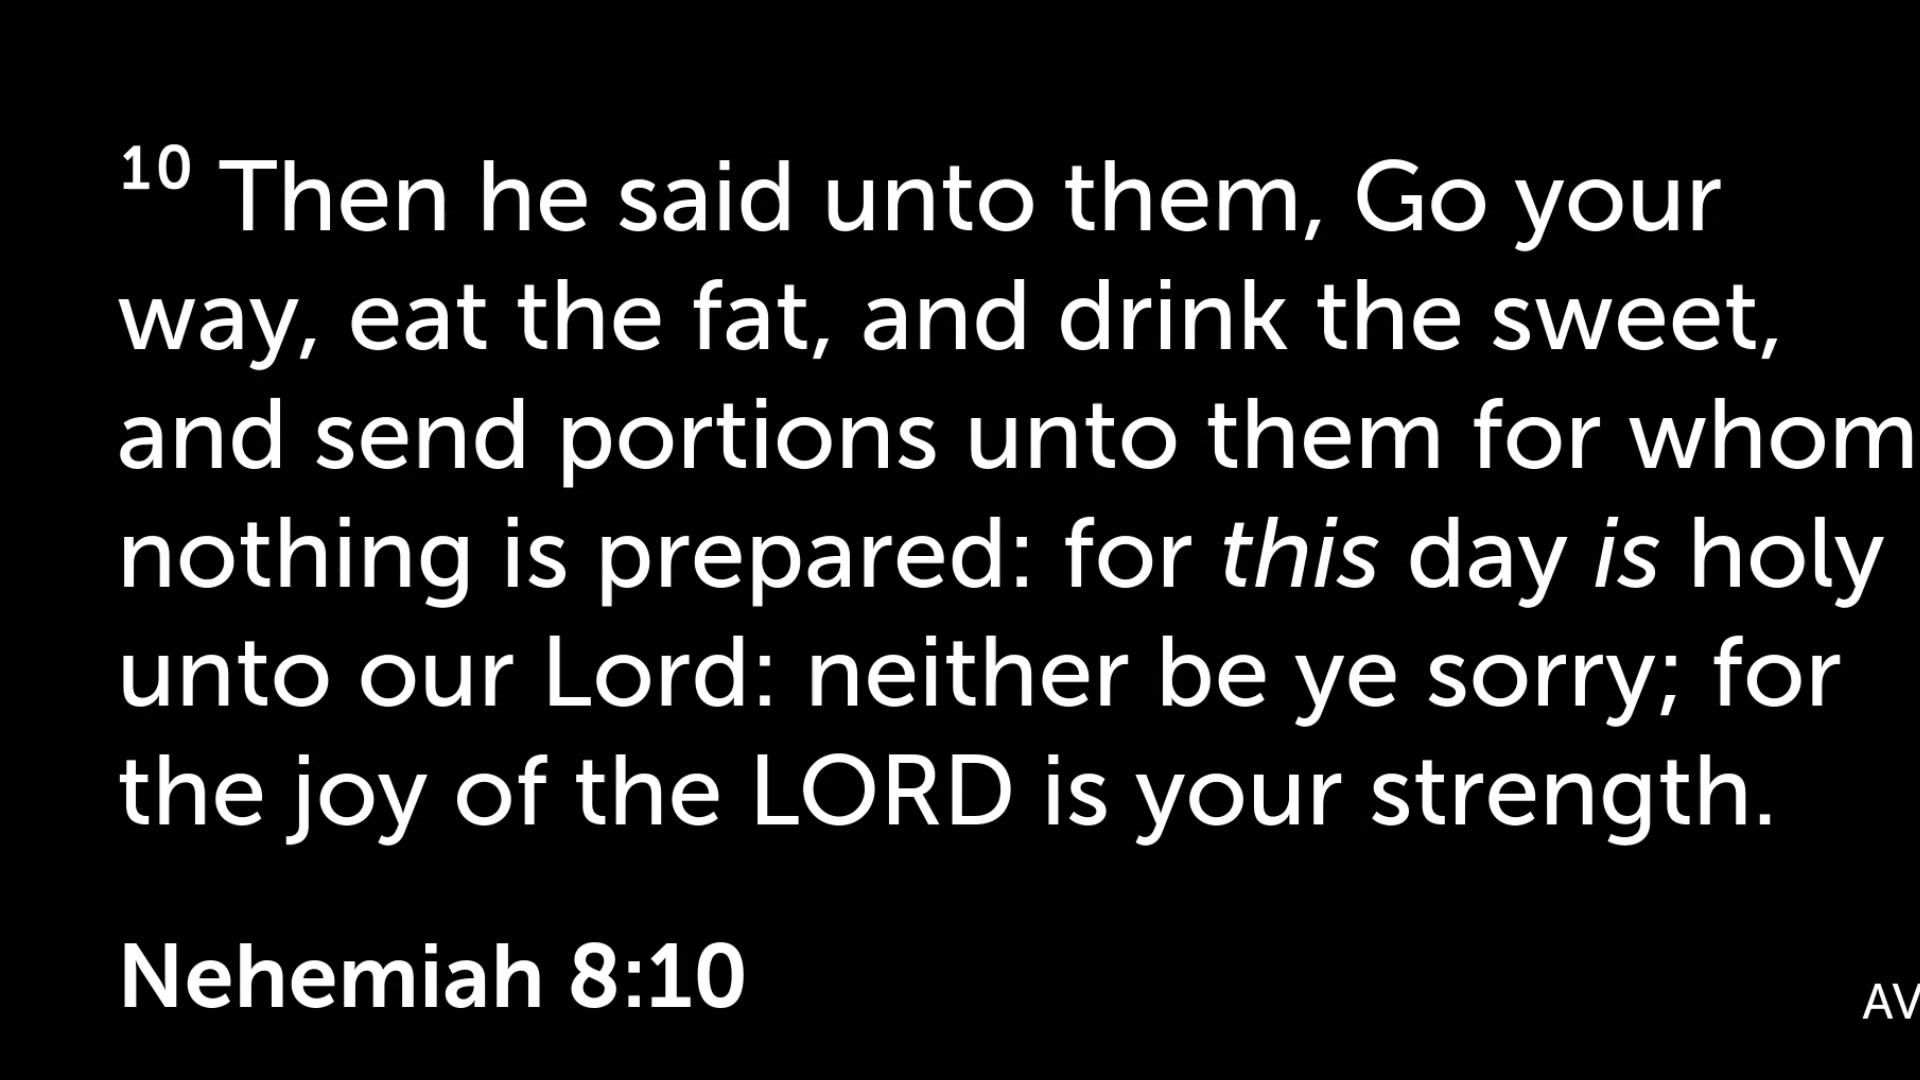 10 Then he said unto them, Go your
way, eat the fat, and drink the sweet,
and send portions unto them for whom
nothing is prepared: for this day is holy
unto our Lord: neither be ye sorry; for
the joy of the LORD is your strength.
Nehemiah 8:10
AV